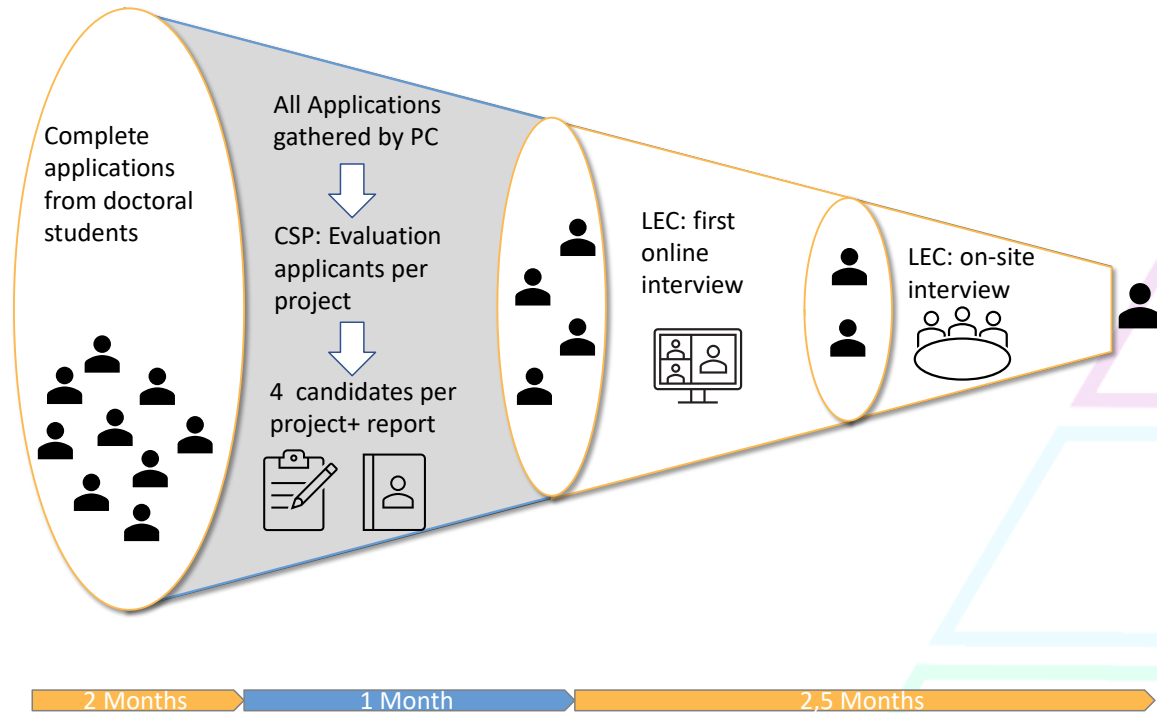 Complete
applications
from doctoral
students
All Applications
gathered by PC
CSP: Evaluation
applicants per
project
4  candidates per
project+ report
LEC: first
online
interview
LEC: on-site
interview
2 Months
1 Month
2,5 Months